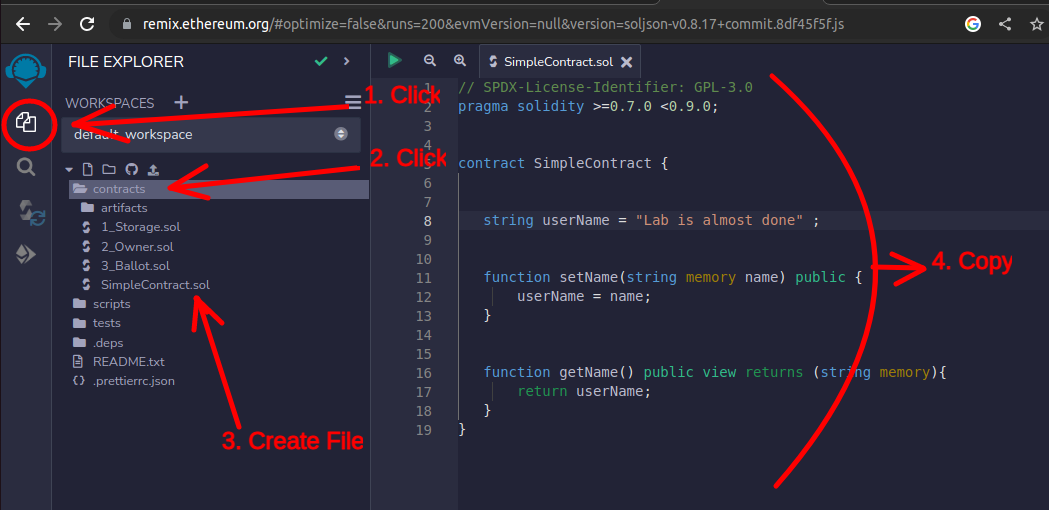 remix.ethereum.org/#optimize=false&runs=200&evmVersion=null&version=soljson-v0.8.17+commit.8df45f5f.js
FILE EXPLORER
WORKSPACES
default_workspace
contracts
artifacts
1_Storage.sol
2_Owner.sol
3_Ballot.sol
SimpleContract.sol
scripts
tests
.deps
README.txt
.prettierrc.json
1. Click
2. Click
3. Create File
SimpleContract.sol
1 // SPDX-License-Identifier: GPL-3.0
2 pragma solidity >=0.7.0 <0.9.0;
3
4
5 contract SimpleContract {
6
7
8 string userName = "Lab is almost done" ;
9
10
11 function setName(string memory name) public {
12 userName = name;
13 }
14
15
16 function getName() public view returns (string memory){
17 return userName;
18 }
19 }
4. Copy